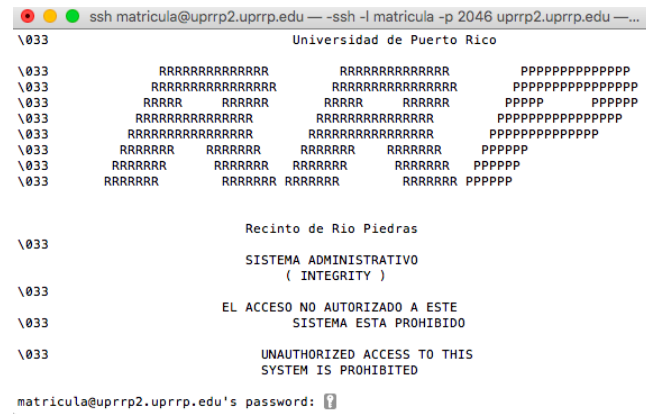 ssh matricula@uprrp2.uprrp.edu — -ssh -l matricula -p 2046 uprrp2.uprrp.edu —...
\033 Universidad de Puerto Rico
\033 RRRRRRRRRRRRRR RRRRRRRRRRRRRR PPPPPPPPPPPPPP
\033 RRRRRRRRRRRRRRRR RRRRRRRRRRRRRRRR PPPPPPPPPPPPPPPP
\033 RRRRR RRRRRR RRRRR RRRRRR PPPPP PPPPPP
\033 RRRRRRRRRRRRRRR RRRRRRRRRRRRRRR PPPPPPPPPPPPPPPP
\033 RRRRRRRRRRRRRRRR RRRRRRRRRRRRRRRR PPPPPPPPPPPPPP
\033 RRRRRRR RRRRRRR RRRRRRR RRRRRRR PPPPPP
\033 RRRRRRR RRRRRRR RRRRRRR RRRRRRR PPPPPP
\033 RRRRRRR RRRRRRR RRRRRRR RRRRRRR PPPPPP
Recinto de Rio Piedras
\033
SISTEMA ADMINISTRATIVO
( INTEGRITY )
\033
EL ACCESO NO AUTORIZADO A ESTE
\033 SISTEMA ESTA PROHIBIDO
\033 UNAUTHORIZED ACCESS TO THIS
SYSTEM IS PROHIBITED
matricula@uprrp2.uprrp.edu's password: